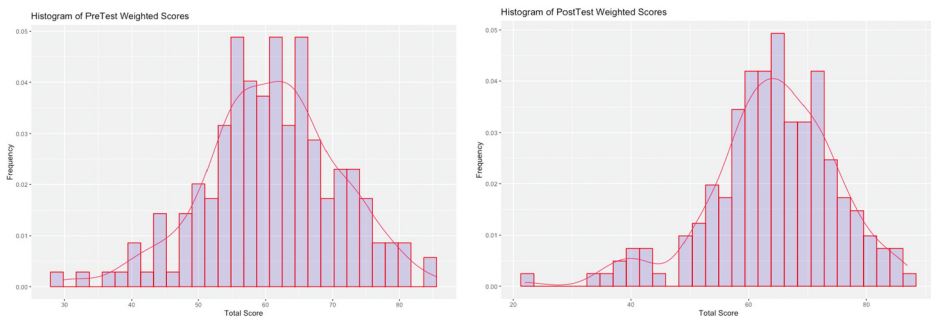 Histogram of PreTest Weighted Scores
0.05
0.04
0.03
0.02
0.01
0.00
Frequency
30 40 50 60 70 80
Total Score
Histogram of PostTest Weighted Scores
0.05
0.04
0.03
0.02
0.01
0.00
Frequency
20 40 60 80
Total Score